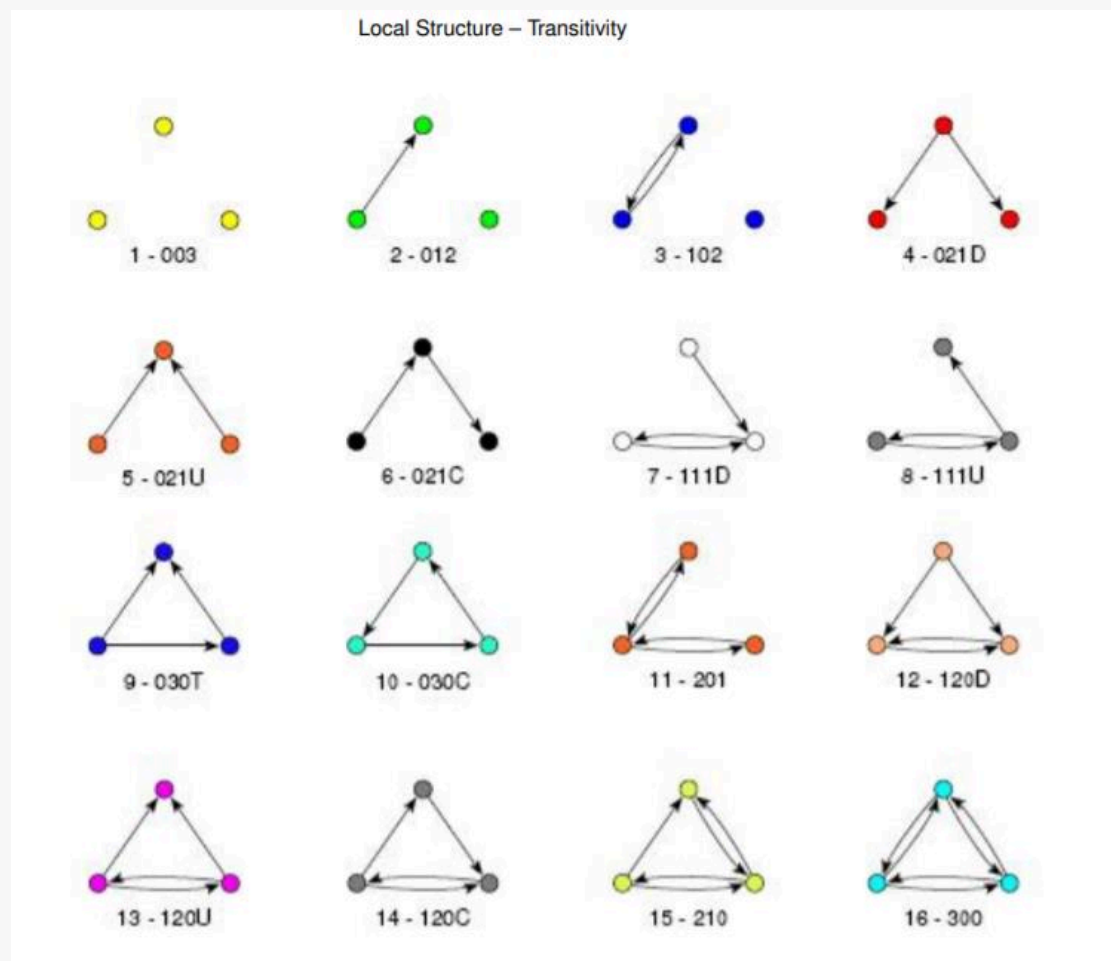 Local Structure – Transitivity
1 - 003
2 - 012
3 - 102
4 - 021D
5 - 021U
6 - 021C
7 - 111D
8 - 111U
9 - 030T
10 - 030C
11 - 201
12 - 120D
13 - 120U
14 - 120C
15 - 210
16 - 300